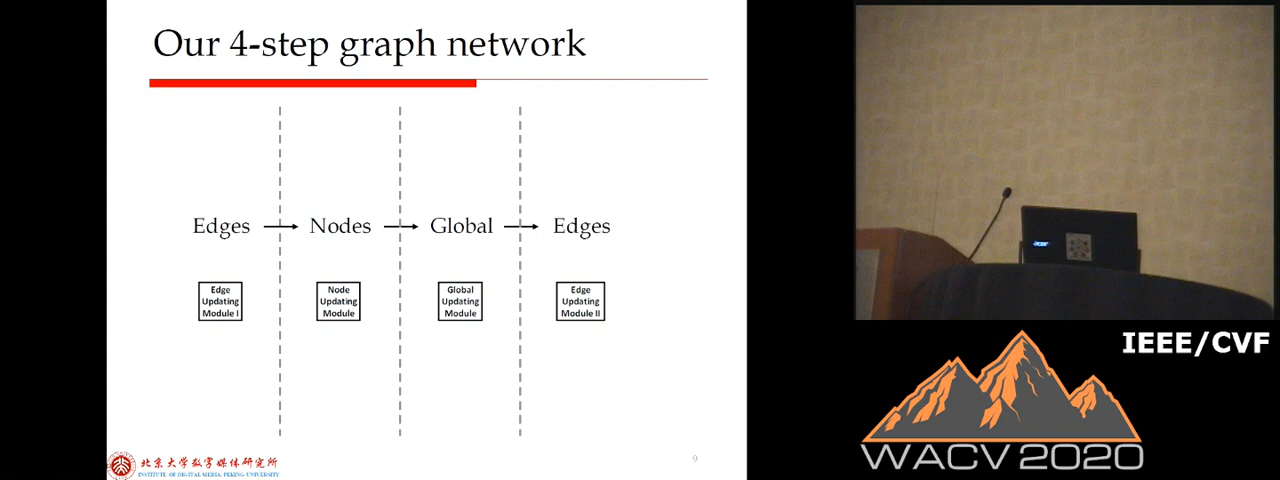 Our 4-step graph network
Edges → Nodes → Global → Edges
Edge
Updating
Module I
Node
Updating
Module
Global
Updating
Module
Edge
Updating
Module II
北京大学数字媒体研究所
INSTITUTE OF DIGITAL MEDIA, PEKING UNIVERSITY
9
acer
IEEE/CVF
WACV 2020